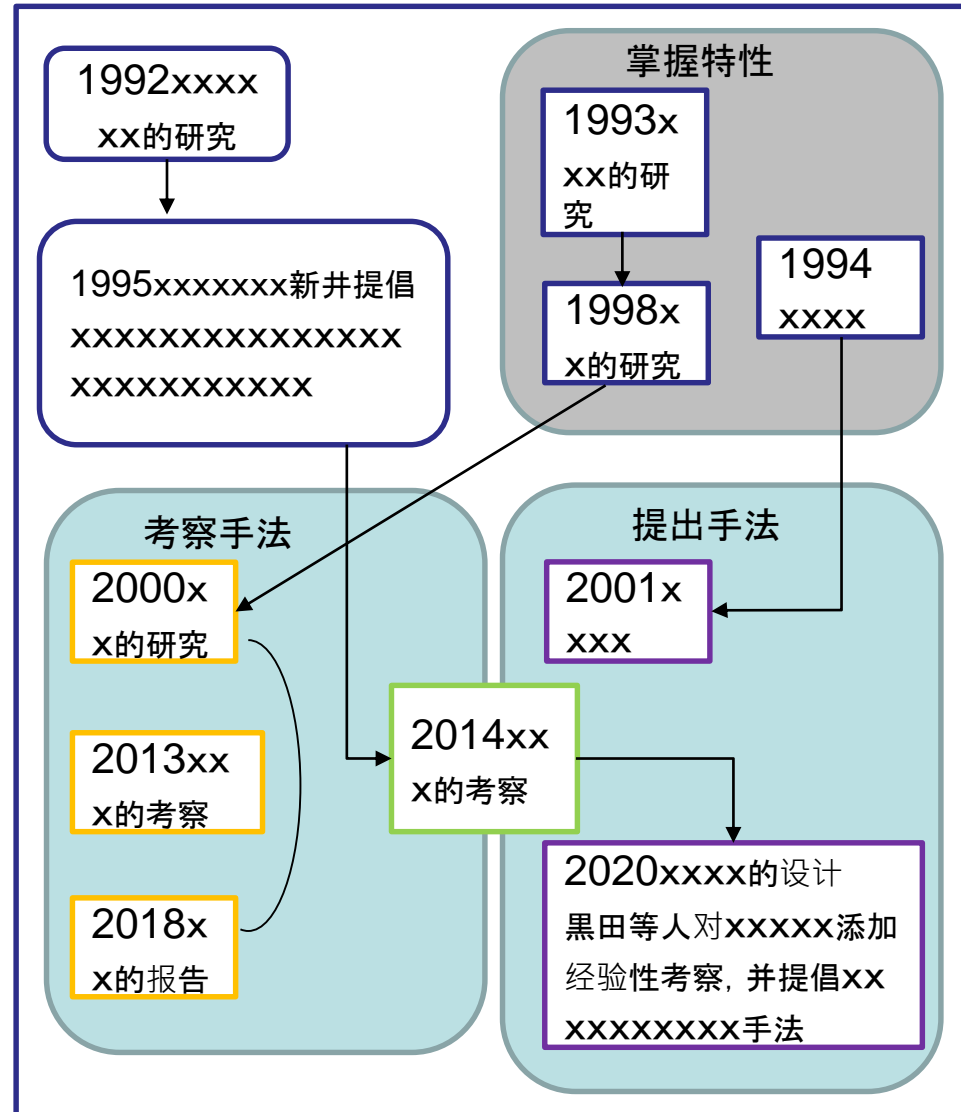 1992xxxx
xx的研究
1995xxxxxxx新井提倡
xxxxxxxxxxxxxxx
xxxxxxxxxxx
掌握特性
1993x
xx的研
究
1998x
x的研究
1994
xxxx
考察手法
2000x
x的研究
2013xx
x的考察
2018x
x的报告
2014xx
x的考察
提出手法
2001x
xxx
2020xxxx的设计
黒田等人对xxxxx添加
经验性考察, 并提倡xx
xxxxxxxx手法